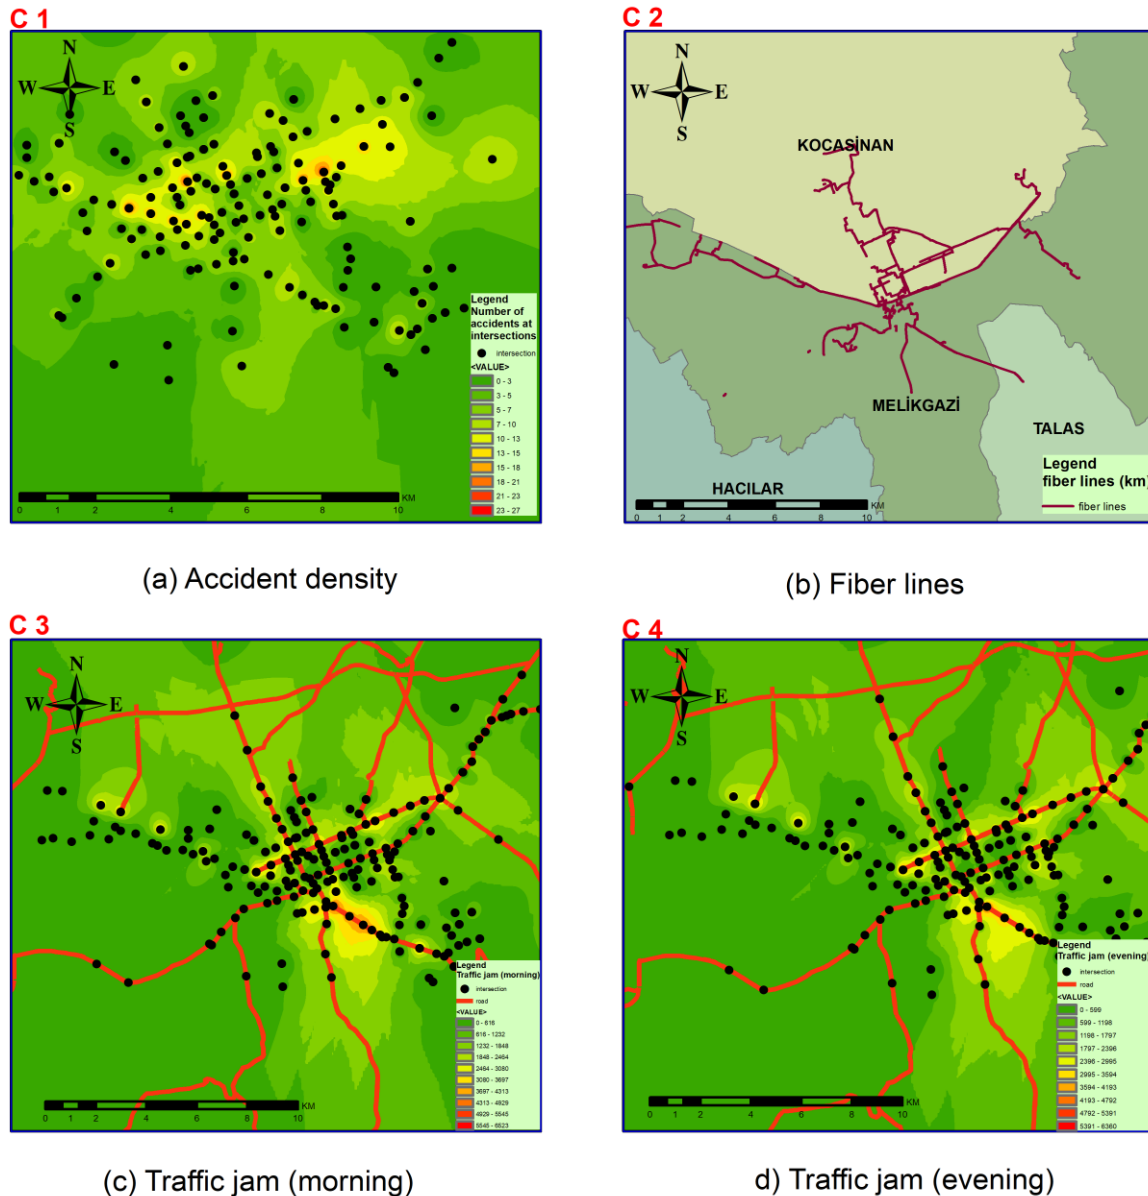 C 1
N
W E
S
Legend
Number of
accidents at
intersections
intersection
<VALUE>
0 - 3
3 - 5
5 - 7
7 - 10
10 - 13
13 - 15
15 - 18
18 - 21
21 - 23
23 - 27
KM
0 2 4 6 8 10
(a) Accident density
C 2
N
W E
S
KOCASİNAN
MELİKGAZİ
TALAS
HACILAR
Legend
fiber lines (km)
fiber lines
KM
0 1 2 4 6 8 10
(b) Fiber lines
C 3
N
W E
S
Legend
Traffic jam (morning)
intersection
road
<VALUE>
0 - 616
616 - 1232
1232 - 1848
1848 - 2464
2464 - 3080
3080 - 3697
3697 - 4313
4313 - 4929
4929 - 5545
5545 - 6523
KM
0 1 2 4 6 8 10
(c) Traffic jam (morning)
C 4
N
W E
S
Legend
Traffic jam (evening)
intersection
road
<VALUE>
0 - 599
599 - 1198
1198 - 1797
1797 - 2396
2396 - 2995
2995 - 3594
3594 - 4193
4193 - 4792
4792 - 5391
5391 - 6360
KM
0 1 2 4 6 8 10
d) Traffic jam (evening)